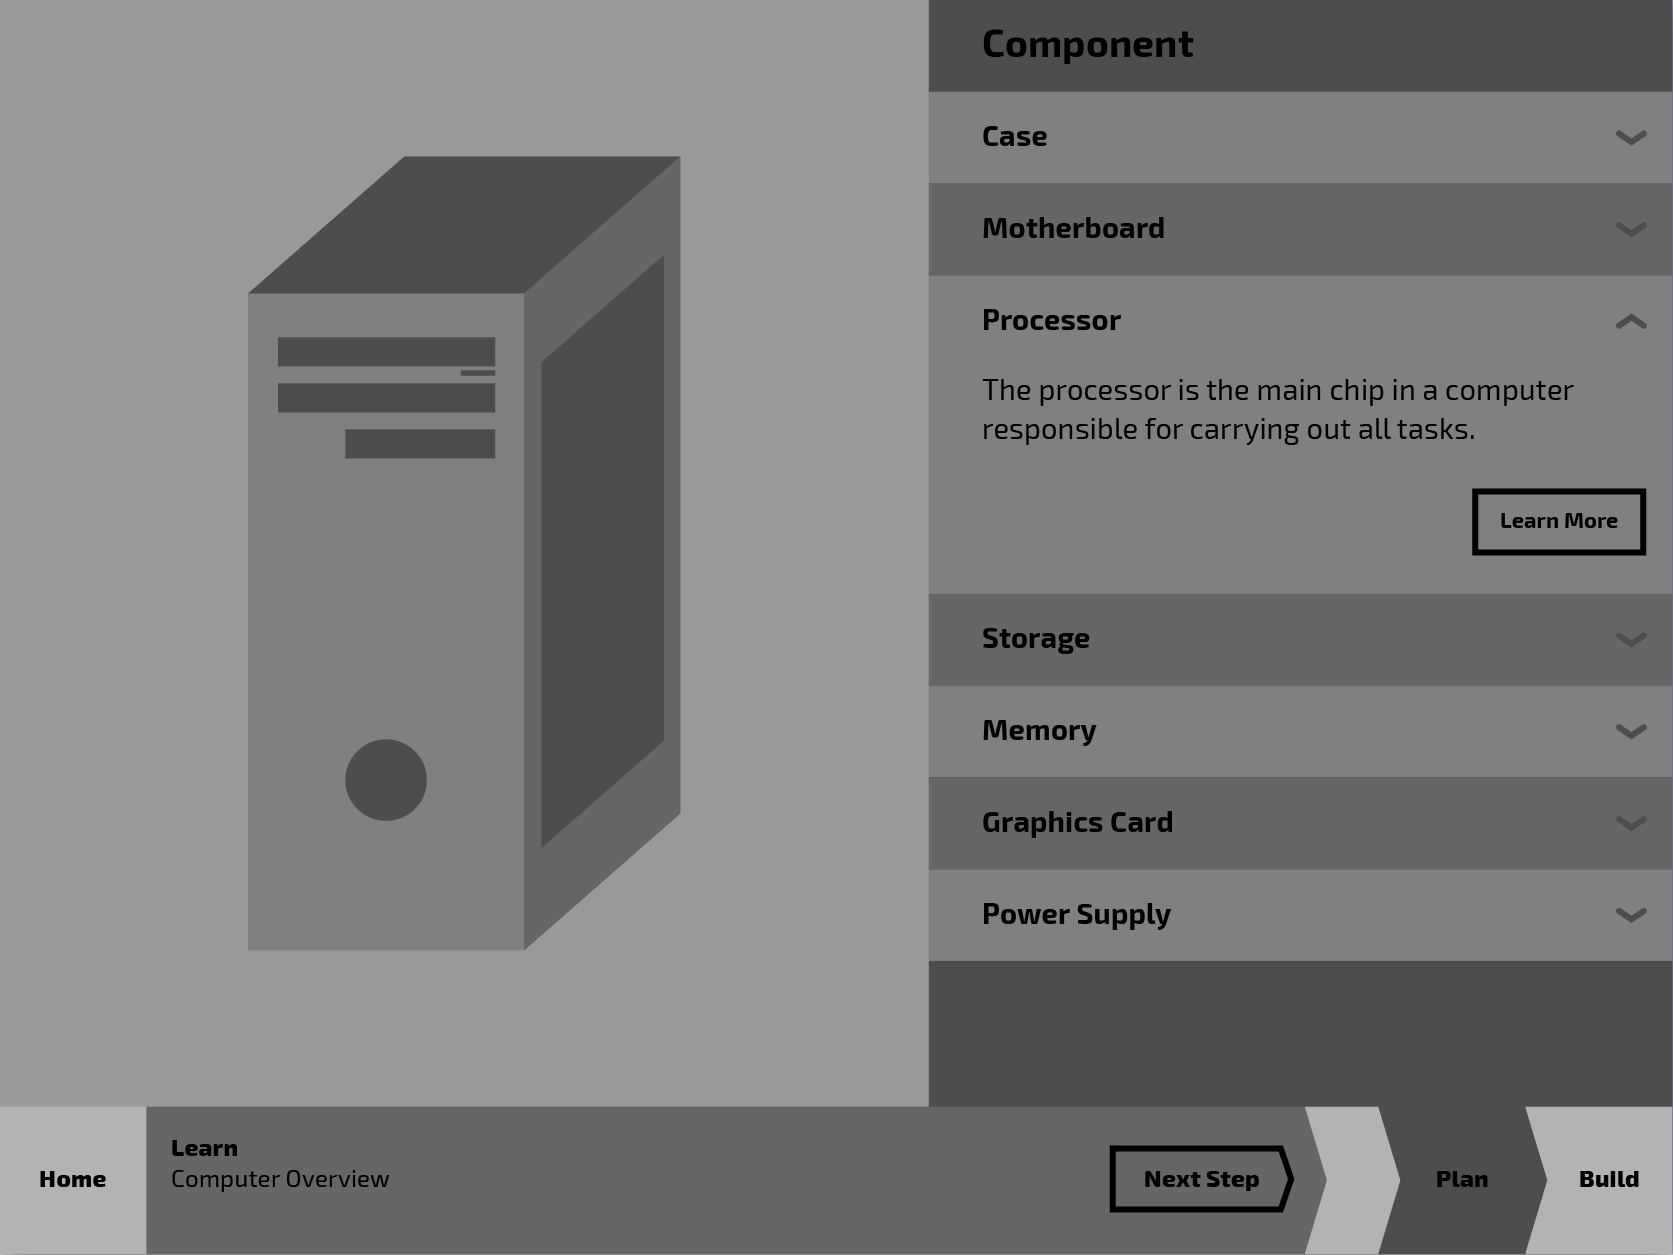 Component
Case
Motherboard
Processor
The processor is the main chip in a computer
responsible for carrying out all tasks.
Learn More
Storage
Memory
Graphics Card
Power Supply
Home
Learn
Computer Overview
Next Step
Plan
Build